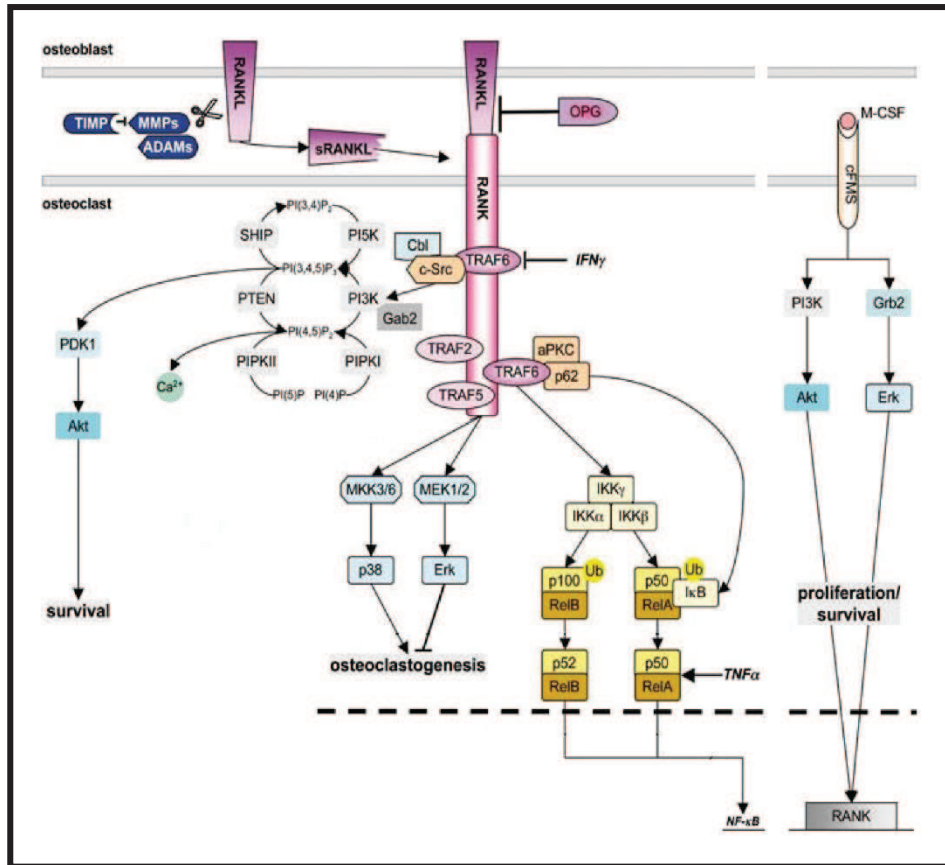 osteoblast
RANKL
RANKL
OPG
TIMP
MMPs
ADAMs
sRANKL
M-CSF
cFMS
osteoclast
RANK
PI(3,4)P₂
SHIP
PI5K
Cbl
c-Src
TRAF6
IFNγ
PI(3,4,5)P₃
PTEN
PI3K
Gab2
PI3K
Grb2
PDK1
PI(4,5)P₂
TRAF2
aPKC
p62
TRAF6
PIPKII
PIPKI
Ca²⁺
PI(5)P
PI(4)P
TRAF5
Akt
Akt
Erk
MKK3/6
MEK1/2
IKKγ
IKKα
IKKβ
p38
Erk
p100
Ub
RelB
p50
Ub
RelA
IκB
survival
proliferation/
survival
osteoclastogenesis
p52
RelB
p50
RelA
TNFα
NF-κB
RANK